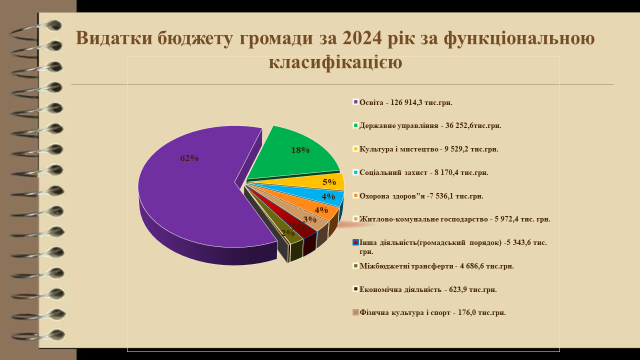 Видатки бюджету громади за 2024 рік за функціональною
класифікацією
62%
18%
5%
4%
4%
3%
2%
Освіта - 126 914,3 тис.грн.
Державне управління - 36 252,6тис.грн.
Культура і мистецтво - 9 529,2 тис.грн.
Соціальний захист - 8 170,4 тис.грн.
Охорона здоров"я -7 536,1 тис.грн.
Житлово-комунальне господарство - 5 972,4 тис. грн.
Інша діяльність(громадський порядок) -5 343,6 тис.
грн.
Міжбюджетні трансферти - 4 686,6 тис.грн.
Економічна діяльність - 623,9 тис.грн.
Фізична культура і спорт - 176,0 тис.грн.